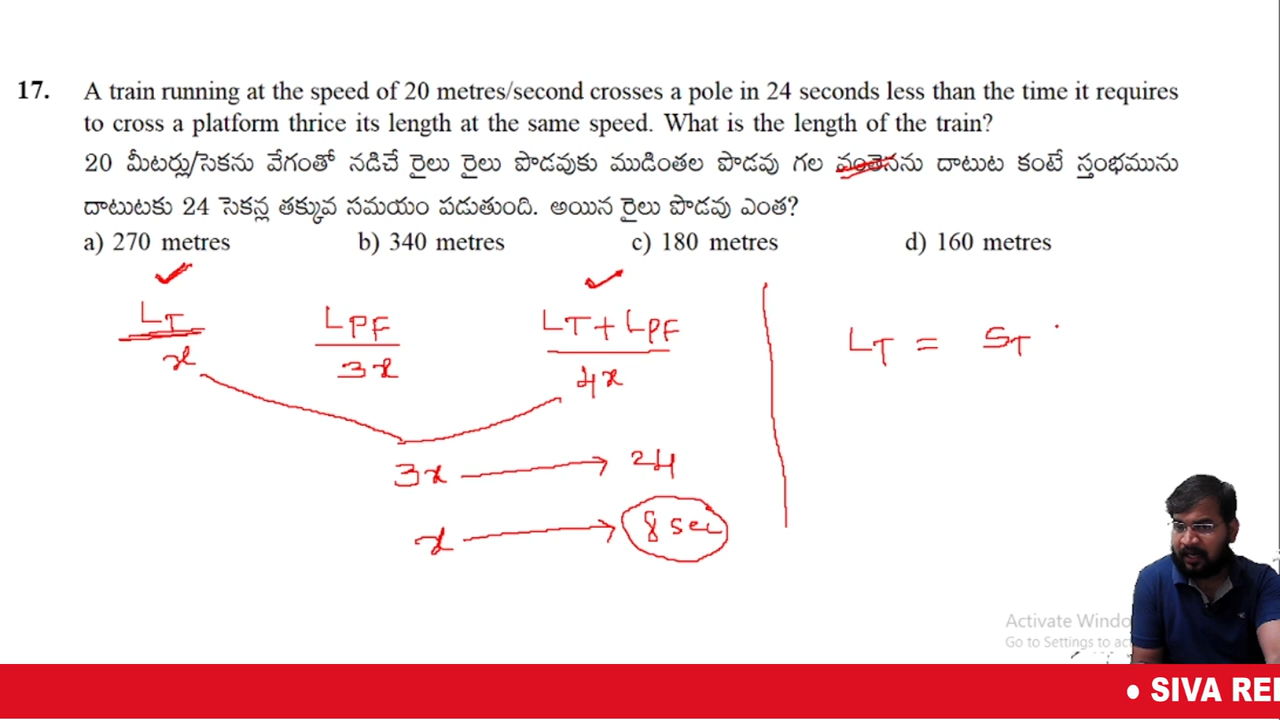 17. A train running at the speed of 20 metres/second crosses a pole in 24 seconds less than the time it requires
to cross a platform thrice its length at the same speed. What is the length of the train?
20 మీటర్లు/సెకను వేగంతో నడిచే రైలు రైలు పొడవుకు ముడింతల పొడవు గల వంతెనను దాటుట కంటే స్తంభమును
దాటుటకు 24 సెకన్ల తక్కువ సమయం పడుతుంది. అయిన రైలు పొడవు ఎంత?
a) 270 metres b) 340 metres c) 180 metres d) 160 metres
LT LPF LT + LPF
x 3x 4x
LT = ST
3x → 24
x → 8 sec
Activate Windo
Go to Settings to ac
• SIVA RE